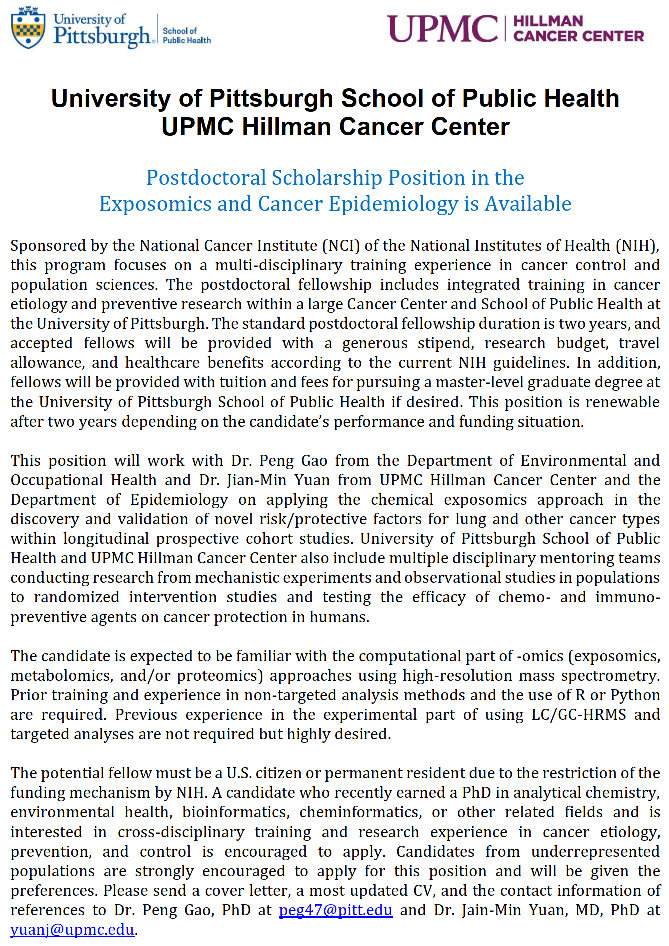 University of
Pittsburgh®
School of
Public Health
UPMC
HILLMAN
CANCER CENTER
University of Pittsburgh School of Public Health
UPMC Hillman Cancer Center
Postdoctoral Scholarship Position in the
Exposomics and Cancer Epidemiology is Available
Sponsored by the National Cancer Institute (NCI) of the National Institutes of Health (NIH),
this program focuses on a multi-disciplinary training experience in cancer control and
population sciences. The postdoctoral fellowship includes integrated training in cancer
etiology and preventive research within a large Cancer Center and School of Public Health at
the University of Pittsburgh. The standard postdoctoral fellowship duration is two years, and
accepted fellows will be provided with a generous stipend, research budget, travel
allowance, and healthcare benefits according to the current NIH guidelines. In addition,
fellows will be provided with tuition and fees for pursuing a master-level graduate degree at
the University of Pittsburgh School of Public Health if desired. This position is renewable
after two years depending on the candidate’s performance and funding situation.
This position will work with Dr. Peng Gao from the Department of Environmental and
Occupational Health and Dr. Jian-Min Yuan from UPMC Hillman Cancer Center and the
Department of Epidemiology on applying the chemical exposomics approach in the
discovery and validation of novel risk/protective factors for lung and other cancer types
within longitudinal prospective cohort studies. University of Pittsburgh School of Public
Health and UPMC Hillman Cancer Center also include multiple disciplinary mentoring teams
conducting research from mechanistic experiments and observational studies in populations
to randomized intervention studies and testing the efficacy of chemo- and immuno-
preventive agents on cancer protection in humans.
The candidate is expected to be familiar with the computational part of -omics (exposomics,
metabolomics, and/or proteomics) approaches using high-resolution mass spectrometry.
Prior training and experience in non-targeted analysis methods and the use of R or Python
are required. Previous experience in the experimental part of using LC/GC-HRMS and
targeted analyses are not required but highly desired.
The potential fellow must be a U.S. citizen or permanent resident due to the restriction of the
funding mechanism by NIH. A candidate who recently earned a PhD in analytical chemistry,
environmental health, bioinformatics, cheminformatics, or other related fields and is
interested in cross-disciplinary training and research experience in cancer etiology,
prevention, and control is encouraged to apply. Candidates from underrepresented
populations are strongly encouraged to apply for this position and will be given the
preferences. Please send a cover letter, a most updated CV, and the contact information of
references to Dr. Peng Gao, PhD at peg47@pitt.edu and Dr. Jain-Min Yuan, MD, PhD at
yuanj@upmc.edu.